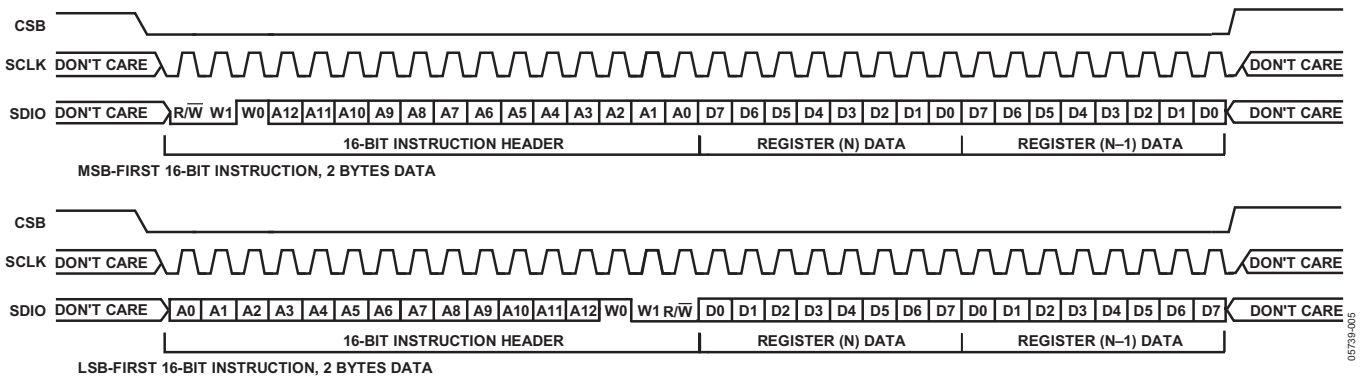 CSB
SCLK DON'T CARE DON'T CARE
SDIO DON'T CARE R/W̅ W1 W0 A12 A11 A10 A9 A8 A7 A6 A5 A4 A3 A2 A1 A0 D7 D6 D5 D4 D3 D2 D1 D0 D7 D6 D5 D4 D3 D2 D1 D0 DON'T CARE
16-BIT INSTRUCTION HEADER REGISTER (N) DATA REGISTER (N–1) DATA
MSB-FIRST 16-BIT INSTRUCTION, 2 BYTES DATA
CSB
SCLK DON'T CARE DON'T CARE
SDIO DON'T CARE A0 A1 A2 A3 A4 A5 A6 A7 A8 A9 A10 A11 A12 W0 W1 R/W̅ D0 D1 D2 D3 D4 D5 D6 D7 D0 D1 D2 D3 D4 D5 D6 D7 DON'T CARE
16-BIT INSTRUCTION HEADER REGISTER (N) DATA REGISTER (N–1) DATA
LSB-FIRST 16-BIT INSTRUCTION, 2 BYTES DATA
05739-005